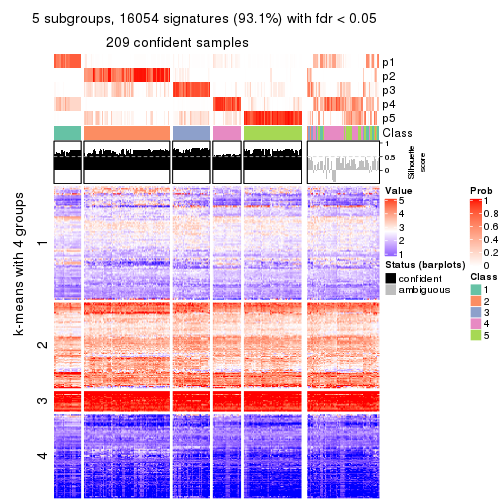 5 subgroups, 16054 signatures (93.1%) with fdr < 0.05
209 confident samples
p1
p2
p3
p4
p5
Class
1
0.5
0
Silhouette
score
k-means with 4 groups
1
2
3
4
Value
5
4
3
2
1
Status (barplots)
confident
ambiguous
Prob
1
0.8
0.6
0.4
0.2
0
Class
1
2
3
4
5